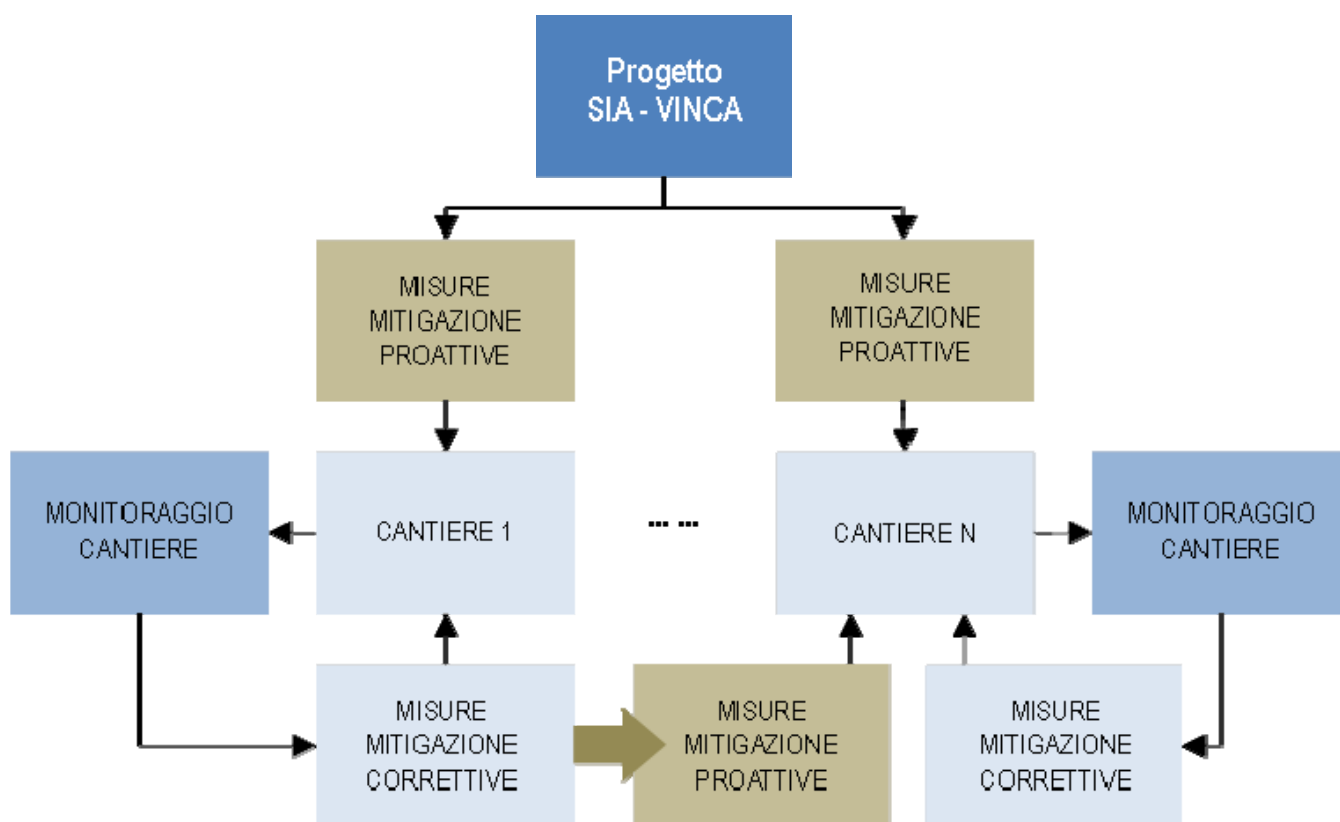 Progetto
SIA - VINCA
MISURE
MITIGAZIONE
PROATTIVE
MISURE
MITIGAZIONE
PROATTIVE
MONITORAGGIO
CANTIERE
CANTIERE 1
... ...
CANTIERE N
MONITORAGGIO
CANTIERE
MISURE
MITIGAZIONE
CORRETTIVE
MISURE
MITIGAZIONE
PROATTIVE
MISURE
MITIGAZIONE
CORRETTIVE